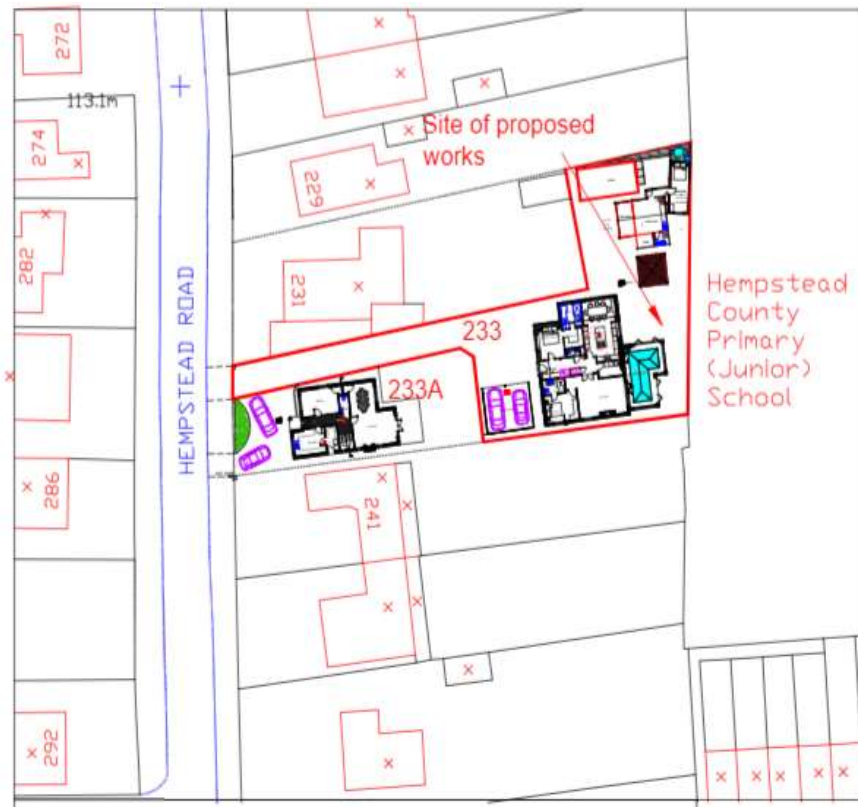 272
113.1m
274
282
286
292
HEMPSTEAD ROAD
Site of proposed
works
229
231
233
233A
241
Hempstead
County
Primary
(Junior)
School